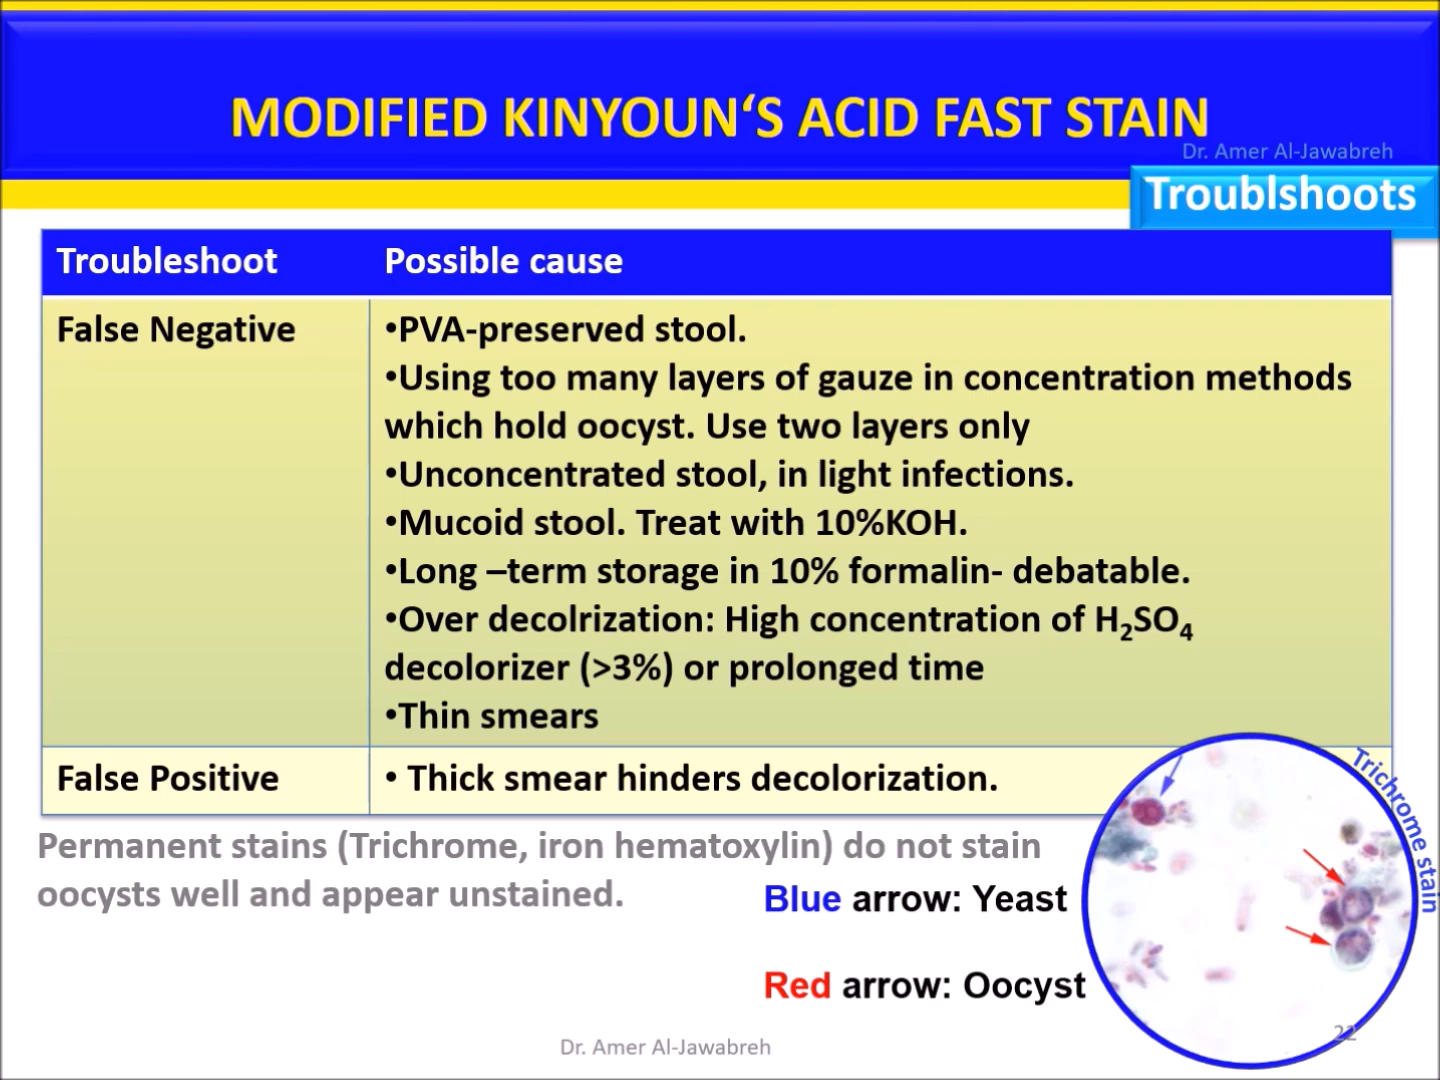 MODIFIED KINYOUN‘S ACID FAST STAIN
Dr. Amer Al-Jawabreh
Troublshoots
Troubleshoot Possible cause
False Negative •PVA-preserved stool.
•Using too many layers of gauze in concentration methods
which hold oocyst. Use two layers only
•Unconcentrated stool, in light infections.
•Mucoid stool. Treat with 10%KOH.
•Long –term storage in 10% formalin- debatable.
•Over decolrization: High concentration of H₂SO₄
decolorizer (>3%) or prolonged time
•Thin smears
False Positive • Thick smear hinders decolorization.
Trichrome stain
Permanent stains (Trichrome, iron hematoxylin) do not stain
oocysts well and appear unstained.
Blue arrow: Yeast
Red arrow: Oocyst
22
Dr. Amer Al-Jawabreh